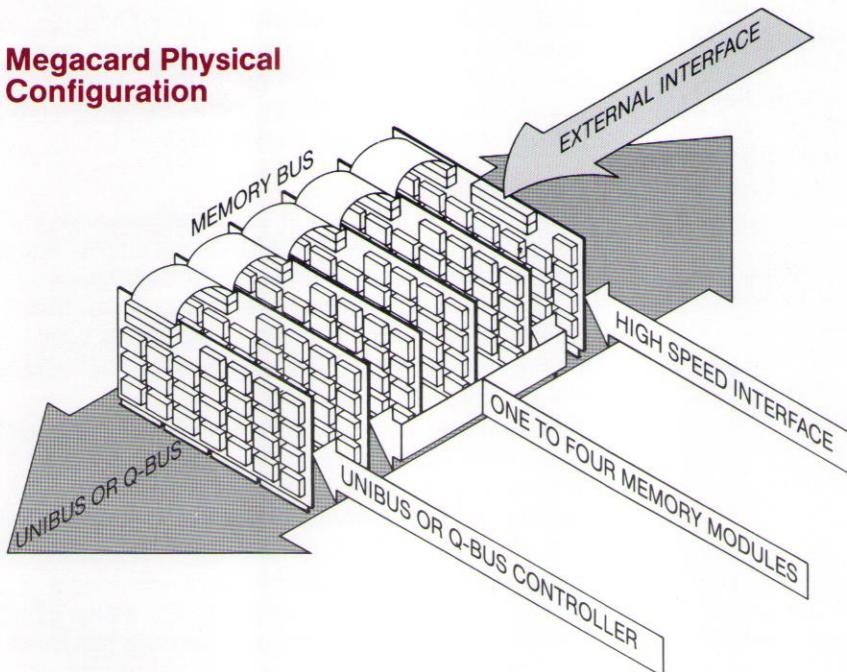 Megacard Physical
Configuration
EXTERNAL INTERFACE
MEMORY BUS
HIGH SPEED INTERFACE
ONE TO FOUR MEMORY MODULES
UNIBUS OR Q-BUS
UNIBUS OR Q-BUS CONTROLLER